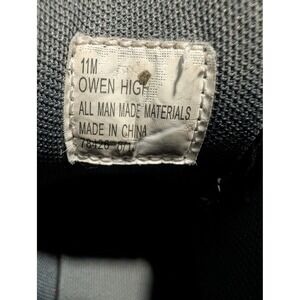 11M
OWEN HIGH
ALL MAN MADE MATERIALS
MADE IN CHINA